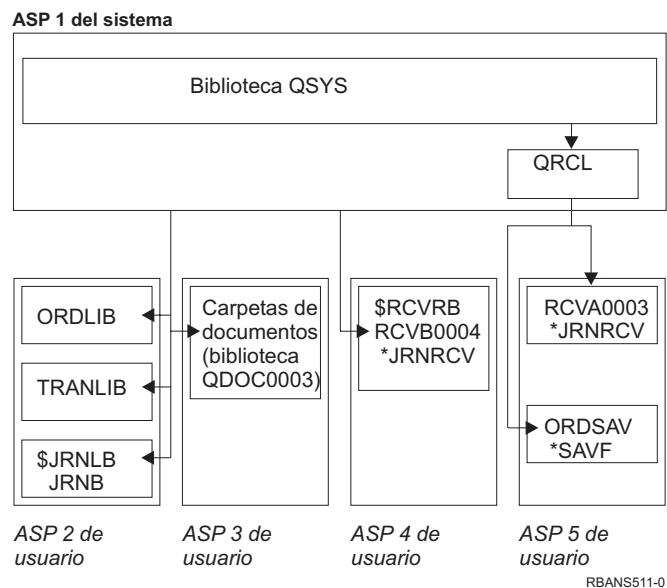 ASP 1 del sistema
Biblioteca QSYS
QRCL
ORDLIB
TRANLIB
$JRNLB
JRNB
Carpetas de
documentos
(biblioteca
QDOC0003)
$RCVRB
RCVB0004
*JRNRCV
RCVA0003
*JRNRCV
ORDSAV
*SAVF
ASP 2 de
usuario
ASP 3 de
usuario
ASP 4 de
usuario
ASP 5 de
usuario
RBANS511-0